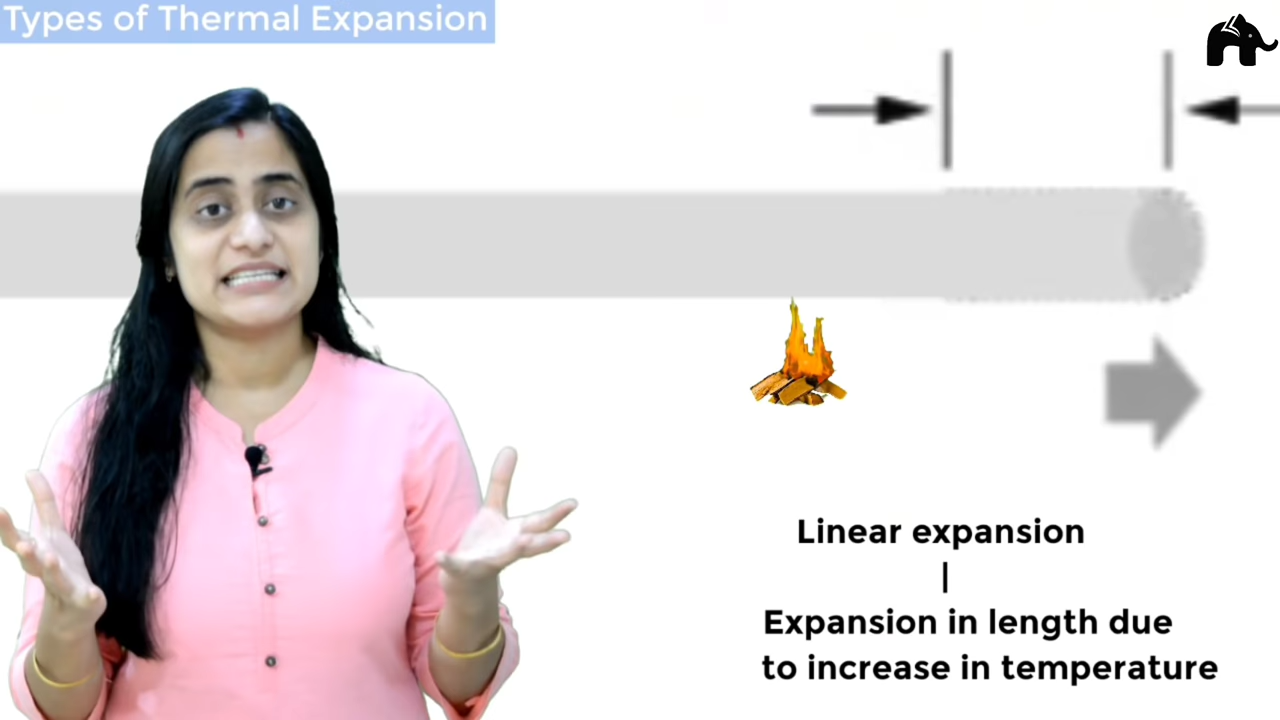 Types of Thermal Expansion
Linear expansion
|
Expansion in length due
to increase in temperature